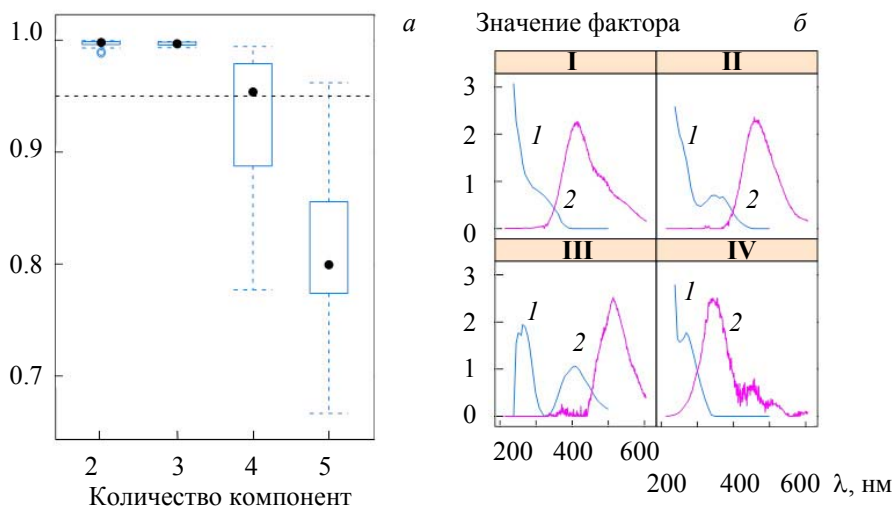 а
1.0
0.9
0.8
0.7
2 3 4 5
Количество компонент
Значение фактора б
I II
3
2
1
0
1 2
1 2
III IV
3
2
1
0
1 2
1 2
200 400 600
200 400 600 λ, нм